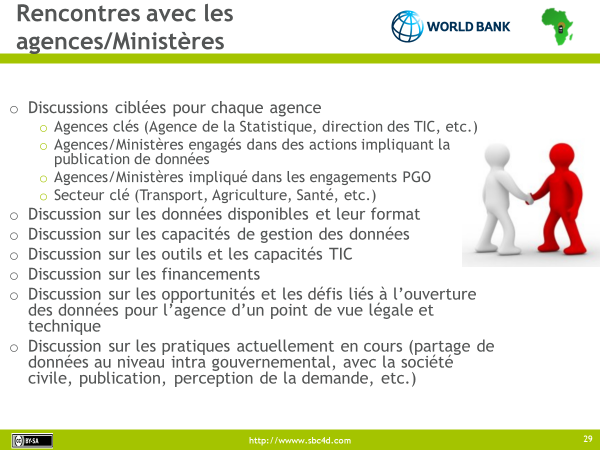 Rencontres avec les
agences/Ministères
WORLD BANK
o Discussions ciblées pour chaque agence
o Agences clés (Agence de la Statistique, direction des TIC, etc.)
o Agences/Ministères engagés dans des actions impliquant la
publication de données
o Agences/Ministères impliqué dans les engagements PGO
o Secteur clé (Transport, Agriculture, Santé, etc.)
o Discussion sur les données disponibles et leur format
o Discussion sur les capacités de gestion des données
o Discussion sur les outils et les capacités TIC
o Discussion sur les financements
o Discussion sur les opportunités et les défis liés à l’ouverture
des données pour l’agence d’un point de vue légale et
technique
o Discussion sur les pratiques actuellement en cours (partage de
données au niveau intra gouvernemental, avec la société
civile, publication, perception de la demande, etc.)
BY-SA
http://wwww.sbc4d.com
29